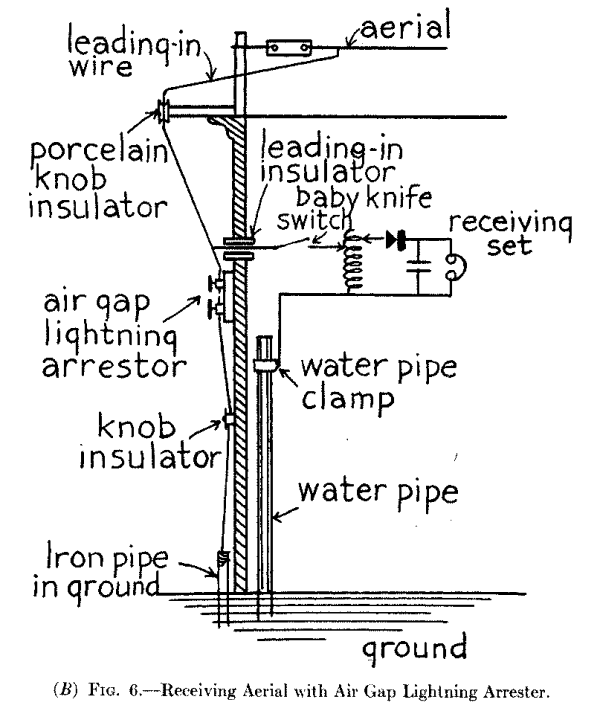 aerial
leading-in
wire
porcelain
knob
insulator
leading-in
insulator
baby knife
switch
receiving
set
air gap
lightning
arrestor
water pipe
clamp
knob
insulator
water pipe
Iron pipe
in ground
ground
(B) FIG. 6.—Receiving Aerial with Air Gap Lightning Arrester.